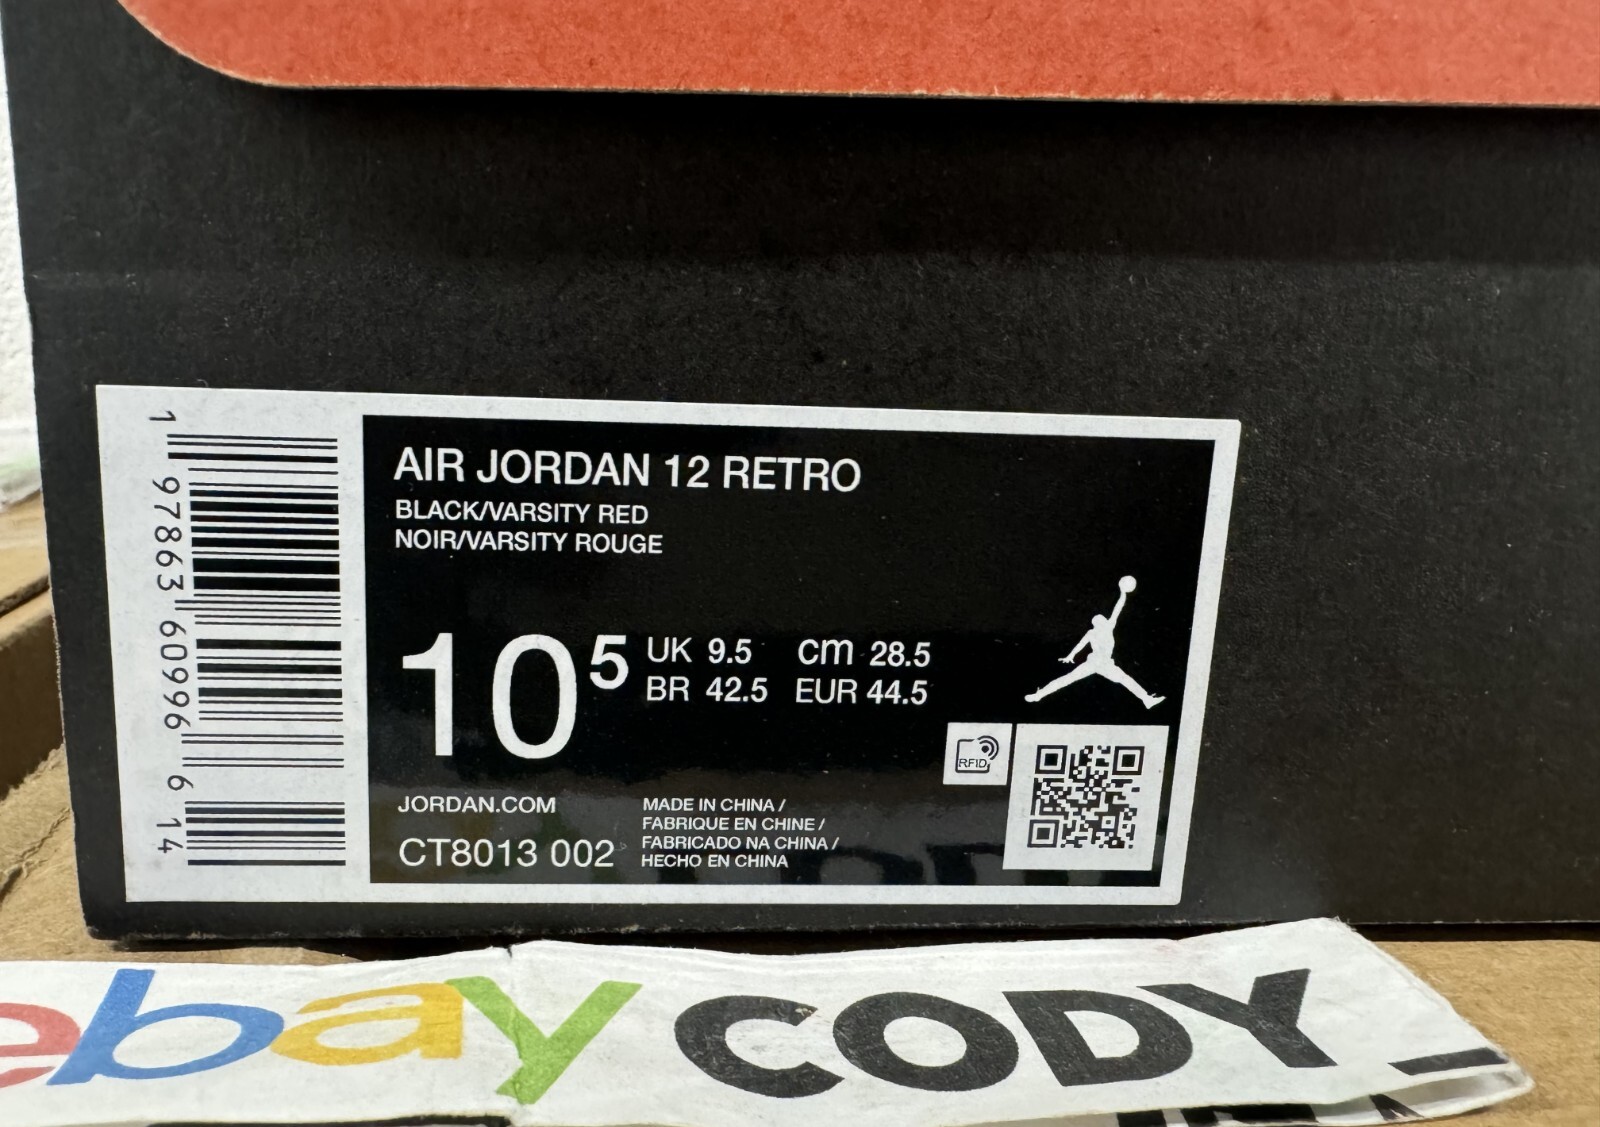 AIR JORDAN 12 RETRO
BLACK/VARSITY RED
NOIR/VARSITY ROUGE
10 5
UK 9.5 cm 28.5
BR 42.5 EUR 44.5
RFID
JORDAN.COM
CT8013 002
MADE IN CHINA /
FABRIQUE EN CHINE /
FABRICADO NA CHINA /
HECHO EN CHINA
1 97863 60996 6 14
ebay CODY_